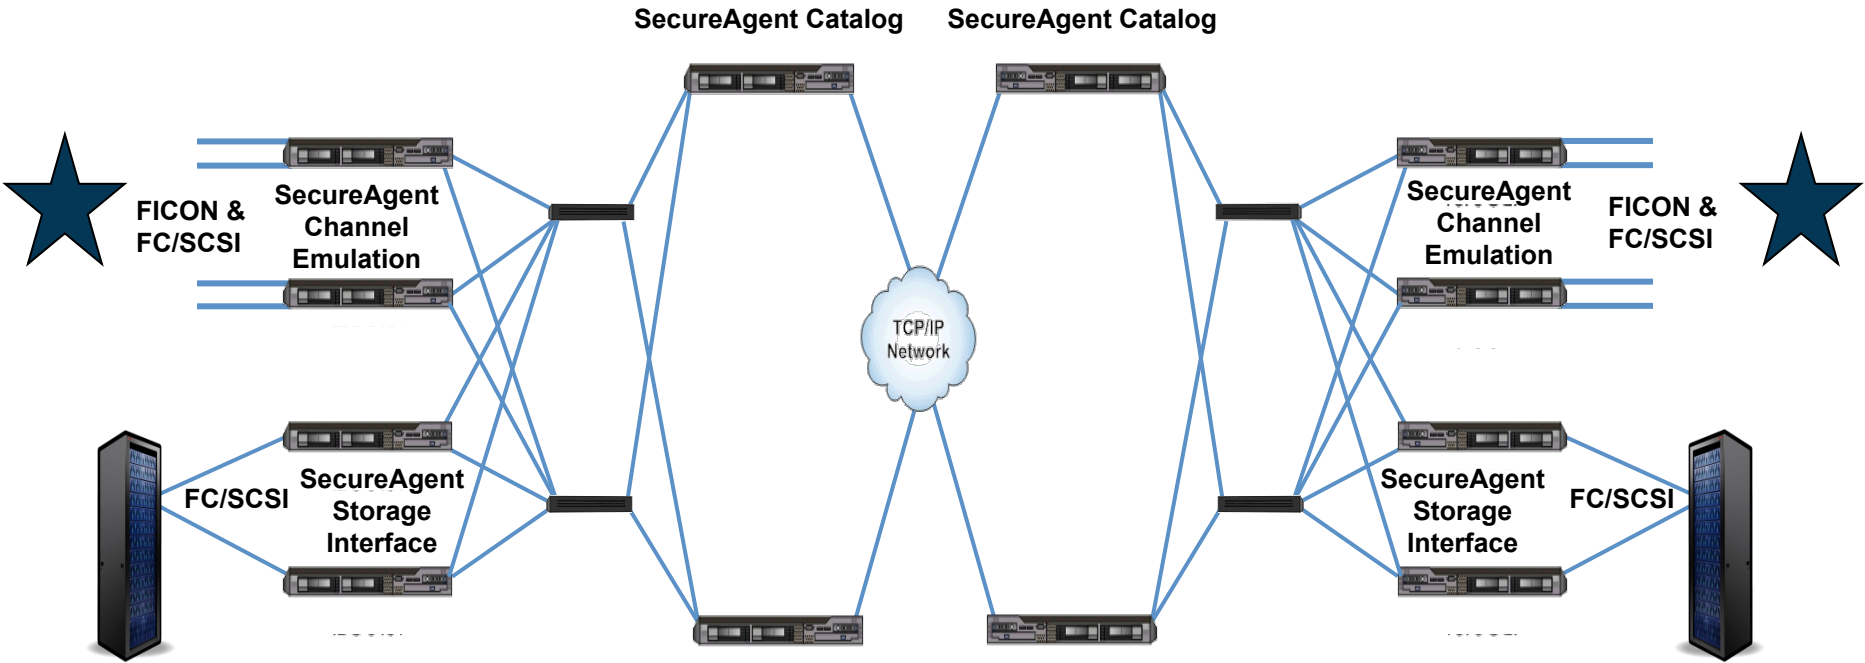 SecureAgent Catalog
SecureAgent Catalog
FICON &
FC/SCSI
SecureAgent
Channel
Emulation
SecureAgent
Channel
Emulation
FICON &
FC/SCSI
TCP/IP
Network
FC/SCSI
SecureAgent
Storage
Interface
SecureAgent
Storage
Interface
FC/SCSI